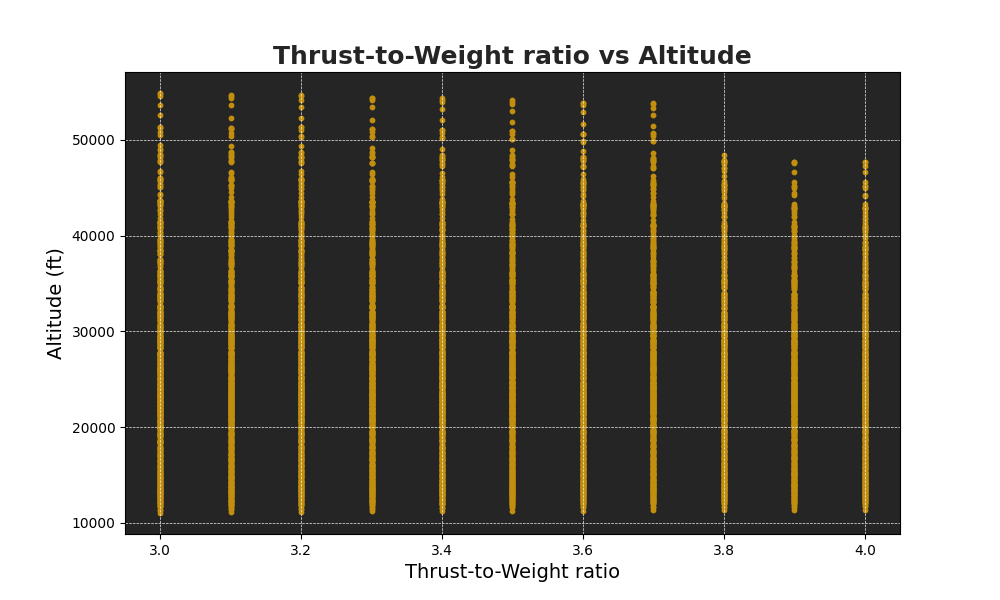 Thrust-to-Weight ratio vs Altitude
50000
40000
30000
20000
10000
Altitude (ft)
3.0 3.2 3.4 3.6 3.8 4.0
Thrust-to-Weight ratio